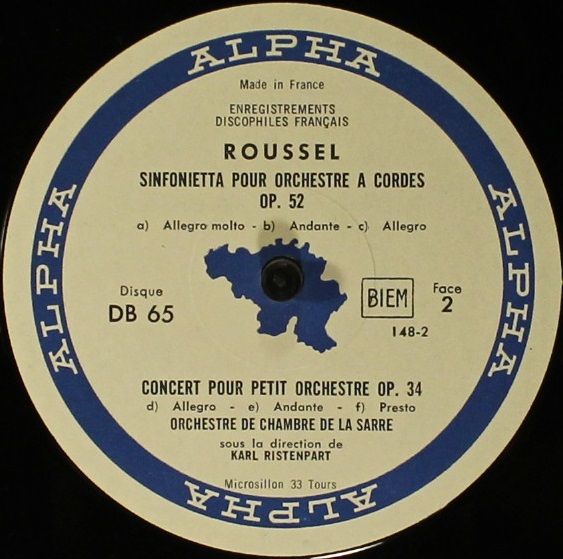 ALPHA
Made in France
ENREGISTREMENTS
DISCOPHILES FRANÇAIS
ROUSSEL
SINFONIETTA POUR ORCHESTRE A CORDES
OP. 52
a) Allegro molto - b) Andante - c) Allegro
ALPHA
ALPHA
Disque
DB 65
BIEM
Face
2
148-2
CONCERT POUR PETIT ORCHESTRE OP. 34
d) Allegro - e) Andante - f) Presto
ORCHESTRE DE CHAMBRE DE LA SARRE
sous la direction de
KARL RISTENPART
Microsillon 33 Tours
ALPHA